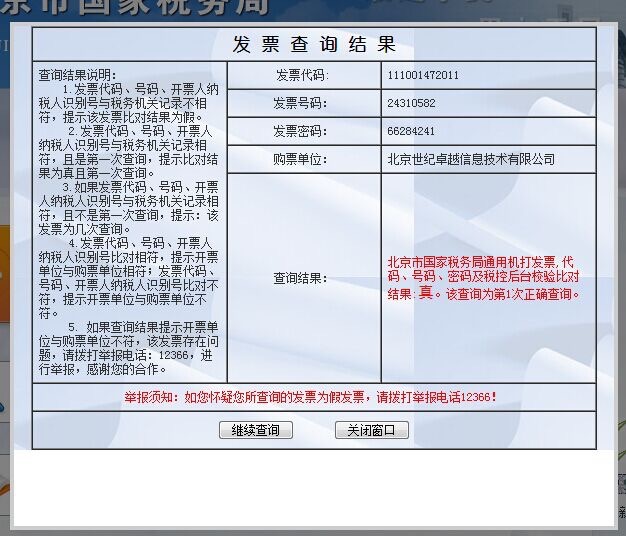 京市国家税务局
发票查询结果
查询结果说明：
1.发票代码、号码、开票人纳
税人识别号与税务机关记录不相
符，提示该发票比对结果为假。
2.发票代码、号码、开票人
纳税人识别号与税务机关记录相
符，且是第一次查询，提示比对结
果为真且第一次查询。
3.如果发票代码、号码、开票
人纳税人识别号与税务机关记录相
符，且不是第一次查询，提示：该
发票为几次查询。
4.发票代码、号码、开票人
纳税人识别号比对相符，提示开票
单位与购票单位相符；发票代码、
号码、开票人纳税人识别号比对不
符，提示开票单位与购票单位不
符。
5. 如果查询结果提示开票单
位与购票单位不符，该发票存在问
题，请拨打举报电话：12366，进
行举报，感谢您的合作。
发票代码：
111001472011
发票号码：
24310582
发票密码：
66284241
购票单位：
北京世纪卓越信息技术有限公司
查询结果：
北京市国家税务局通用机打发票,代
码、号码、密码及税控后台校验比对
结果:真。该查询为第1次正确查询。
举报须知：如您怀疑您所查询的发票为假发票，请拨打举报电话12366！
继续查询
关闭窗口